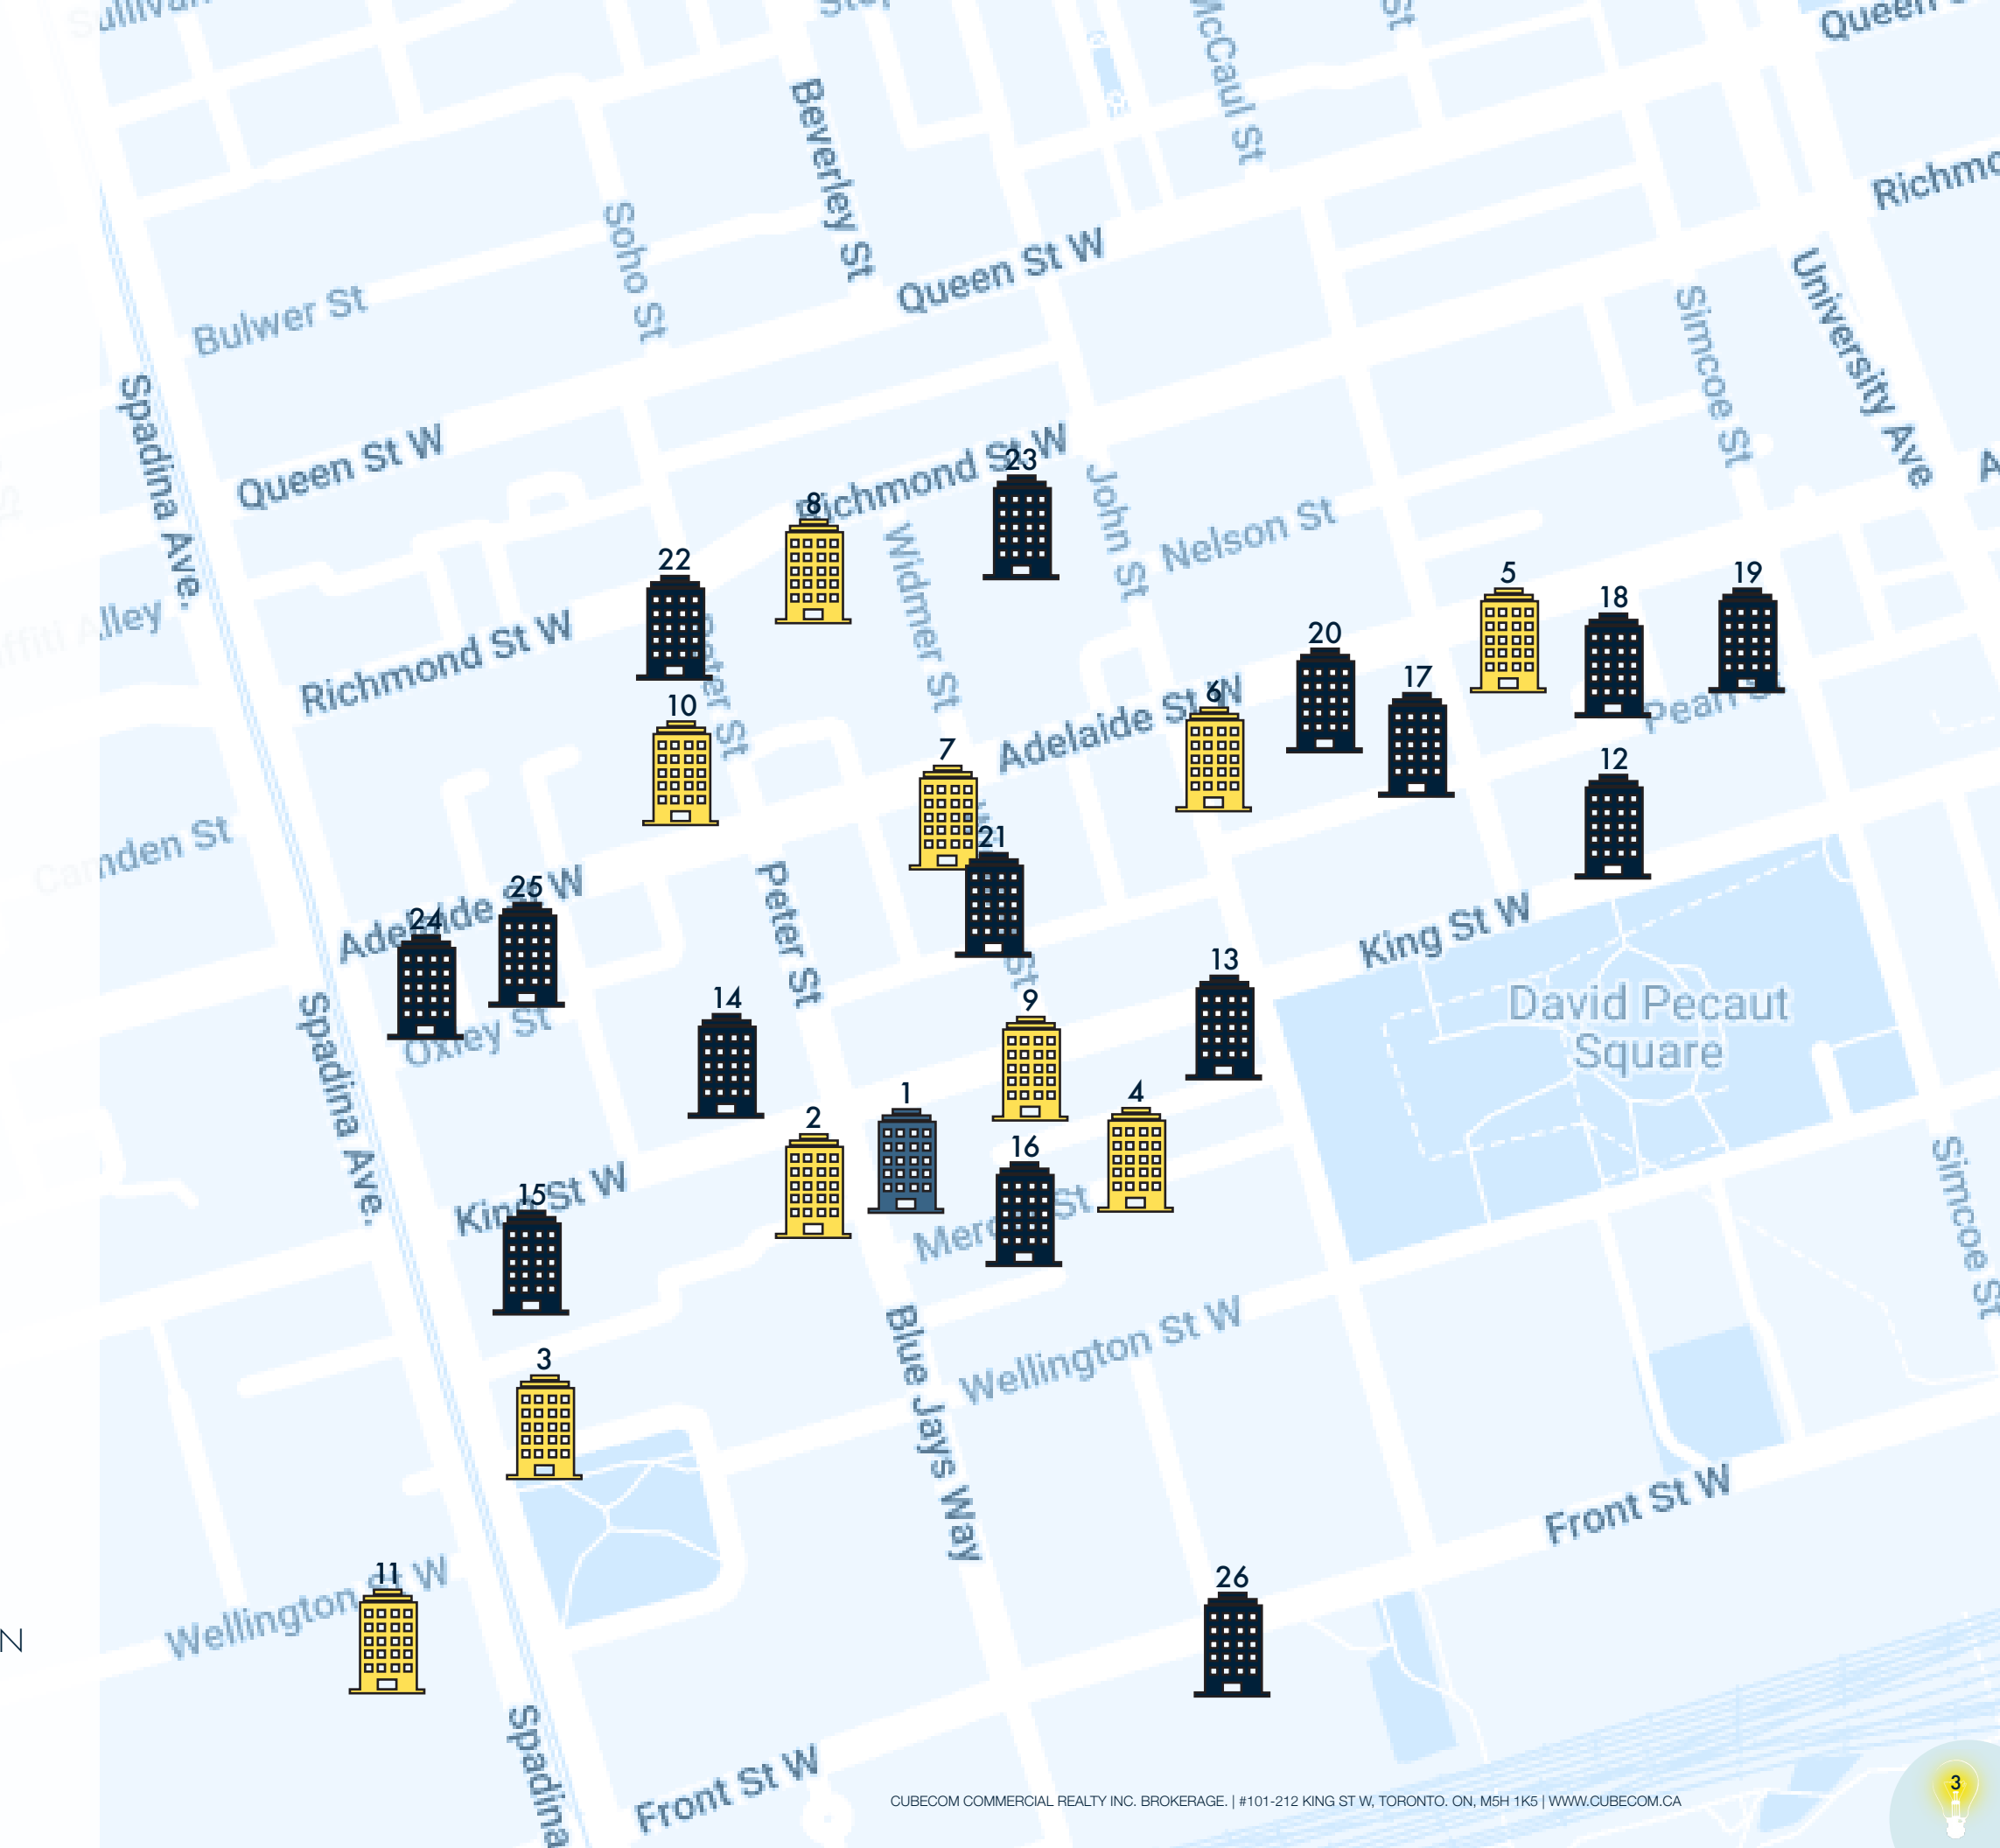 Queen
McCaul St
St
Beverley St
Soho St
Queen St W
Bulwer St
University Ave
Simcoe St
Spadina Ave.
Queen St W
Richmond St W
23
8
John St
Nelson St
Widmer St
22
5
19
18
Richmond St W
20
17
10
Adelaide St W
6
Pearl St
7
12
21
Camden St
Peter St
Adelaide St W
25
24
King St W
13
David Pecaut
Square
14
9
Oxley St
Spadina Ave.
1
4
2
16
King St W
15
Simcoe St
Blue Jays Way
Wellington St W
3
Front St W
11
Wellington St W
26
N
Spadina
Front St W
3
CUBECOM COMMERCIAL REALTY INC. BROKERAGE. | #101-212 KING ST W, TORONTO. ON, M5H 1K5 | WWW.CUBECOM.CA